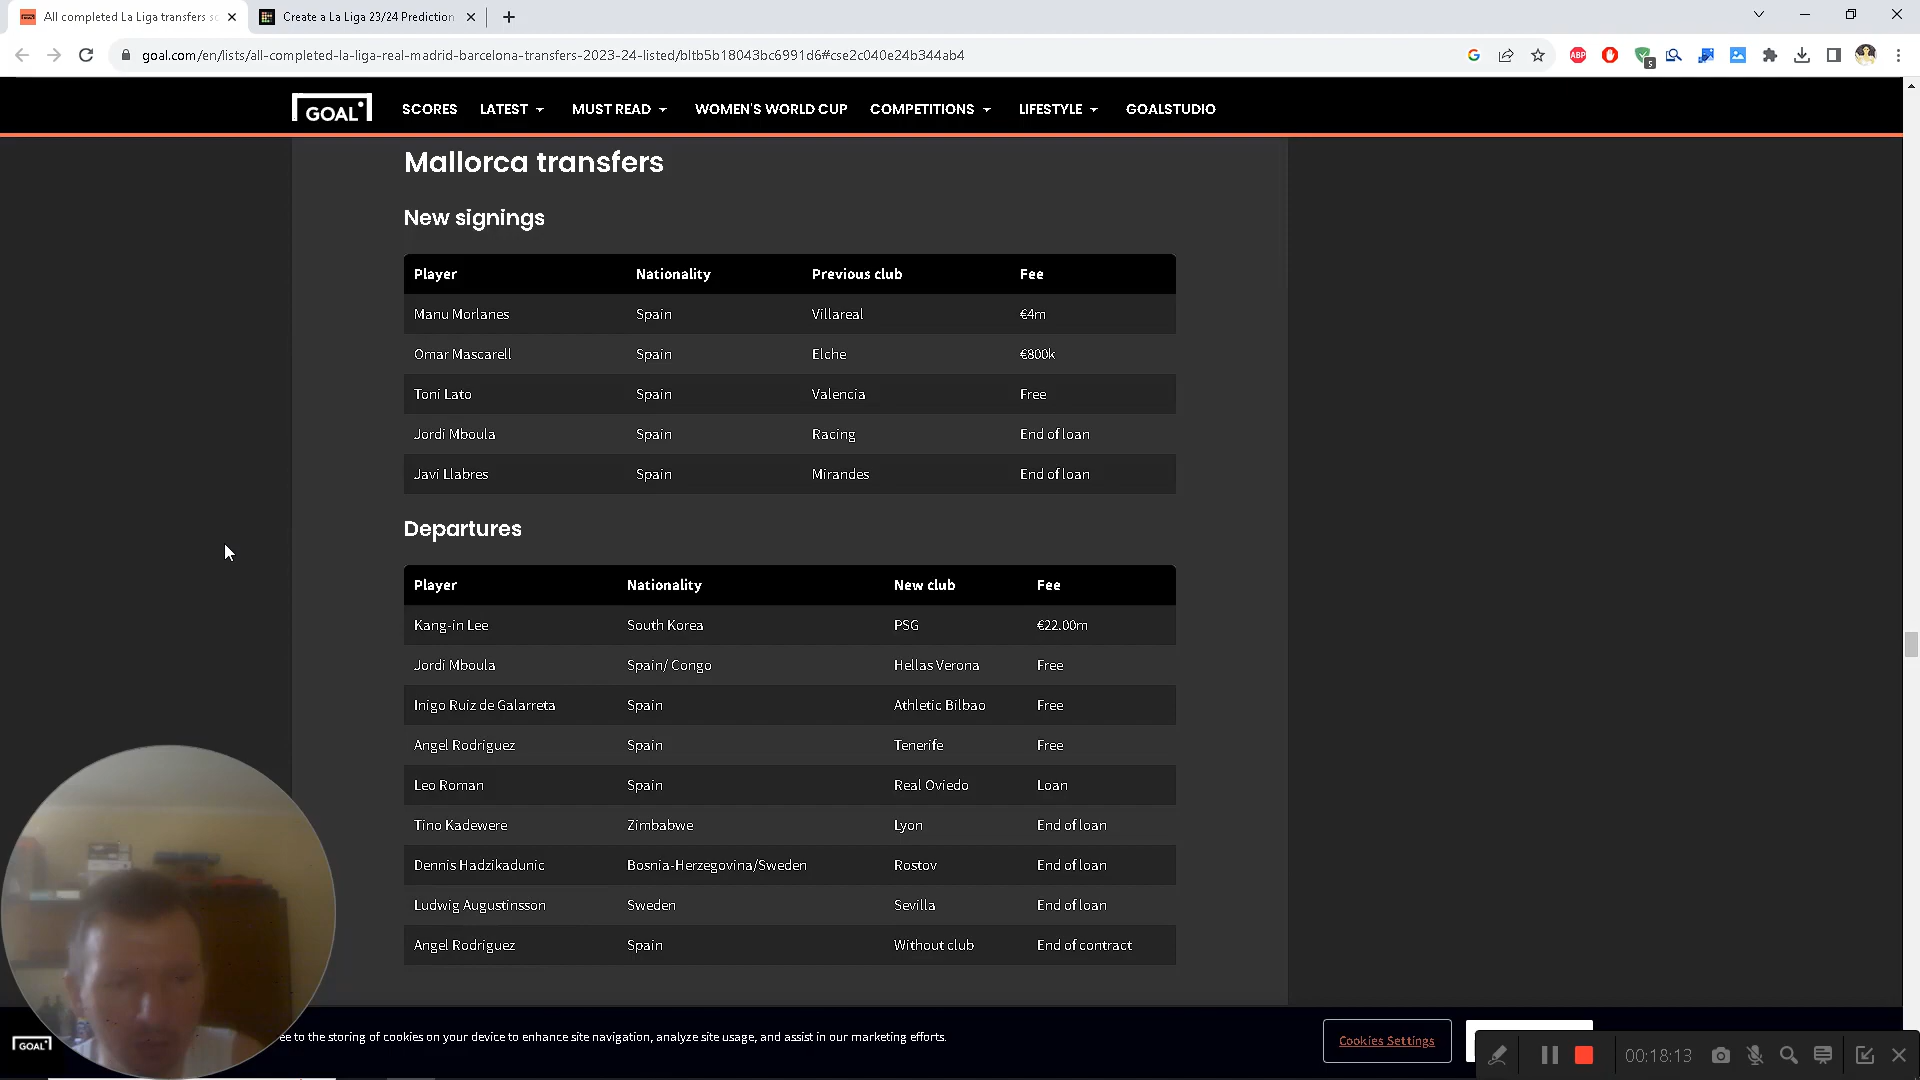 All completed La Liga transfers
Create a La Liga 23/24 Prediction
goal.com/en/lists/all-completed-la-liga-real-madrid-barcelona-transfers-2023-24-listed/bltb5b18043bc6991d6#cse2c040e24b344ab4
ABP
5
GOAL SCORES LATEST MUST READ WOMEN'S WORLD CUP COMPETITIONS LIFESTYLE GOALSTUDIO
Mallorca transfers
New signings
Player Nationality Previous club Fee
Manu Morlanes Spain Villareal €4m
Omar Mascarell Spain Elche €800k
Toni Lato Spain Valencia Free
Jordi Mboula Spain Racing End of loan
Javi Llabres Spain Mirandes End of loan
Departures
Player Nationality New club Fee
Kang-in Lee South Korea PSG €22.00m
Jordi Mboula Spain/ Congo Hellas Verona Free
Inigo Ruiz de Galarreta Spain Athletic Bilbao Free
Angel Rodriguez Spain Tenerife Free
Leo Roman Spain Real Oviedo Loan
Tino Kadewere Zimbabwe Lyon End of loan
Dennis Hadzikadunic Bosnia-Herzegovina/Sweden Rostov End of loan
Ludwig Augustinsson Sweden Sevilla End of loan
Angel Rodriguez Spain Without club End of contract
to the storing of cookies on your device to enhance site navigation, analyze site usage, and assist in our marketing efforts.
Cookies Settings
GOAL
00:18:13